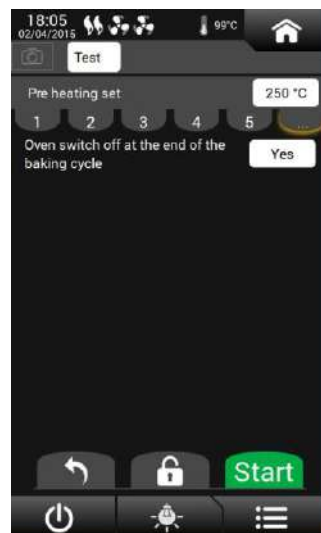 18:05
02/04/2015
99°C
Test
Pre heating set
250 °C
1 2 3 4 5 ...
Oven switch off at the end of the
baking cycle
Yes
Start